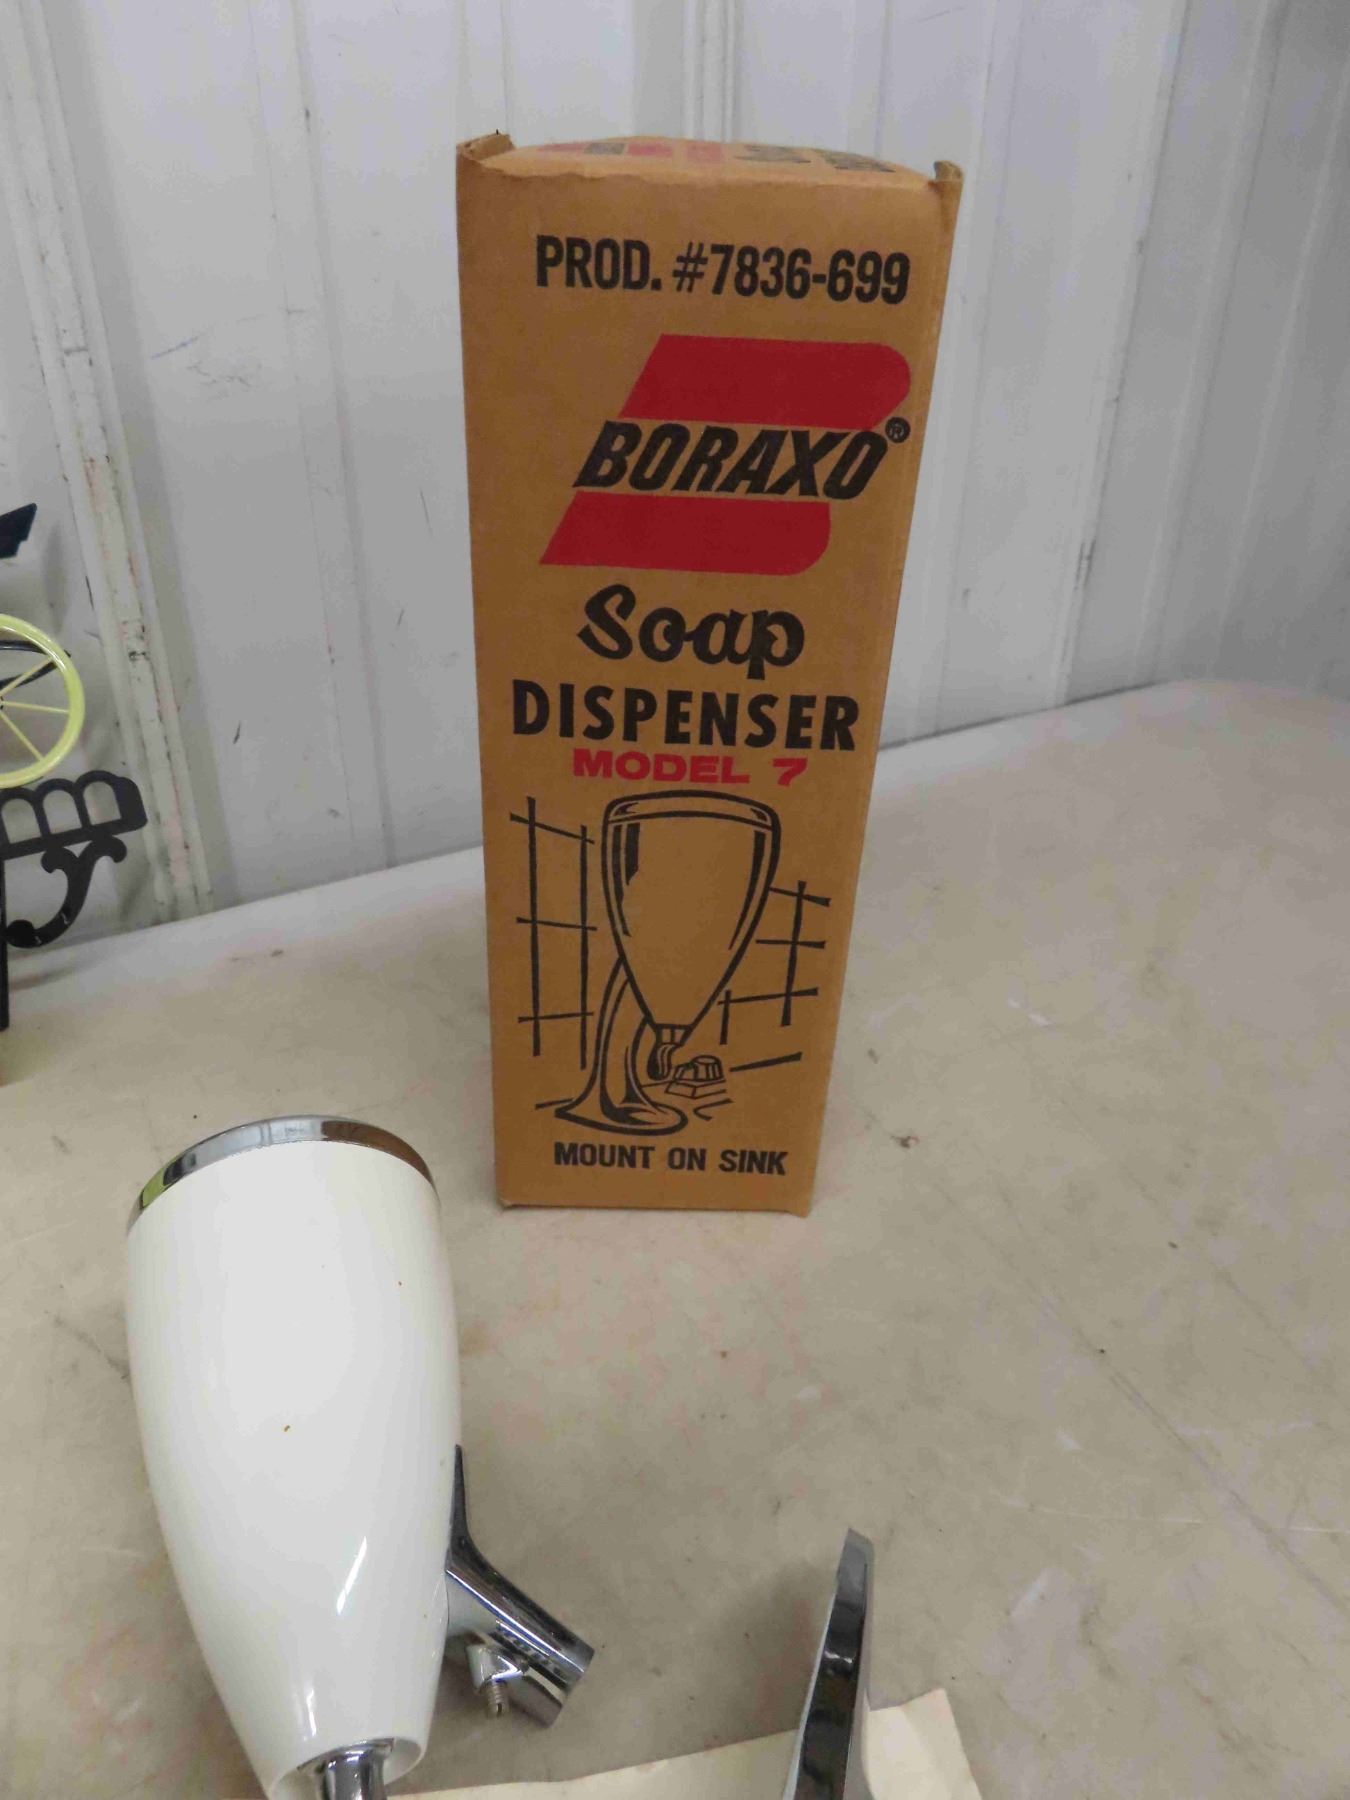 PROD. #7836-699
BORAXO®
Soap
DISPENSER
MODEL 7
MOUNT ON SINK